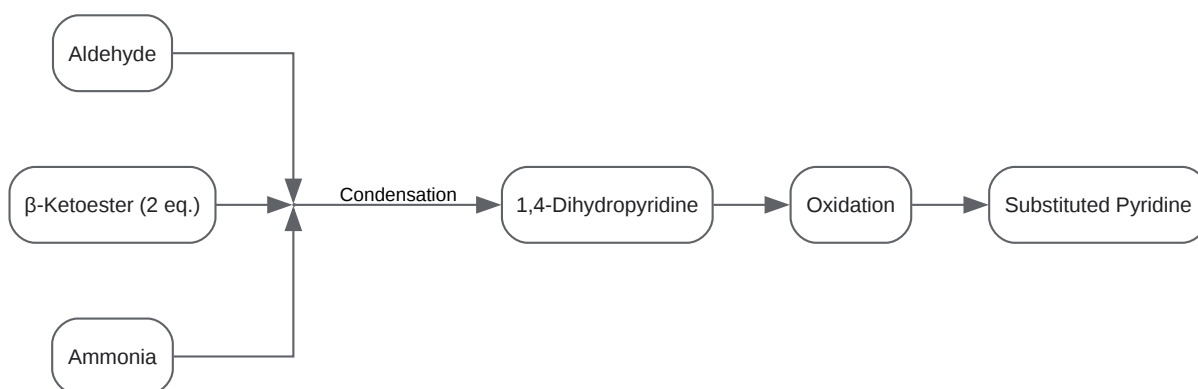 Aldehyde
β-Ketoester (2 eq.)
Ammonia
Condensation
1,4-Dihydropyridine
Oxidation
Substituted Pyridine